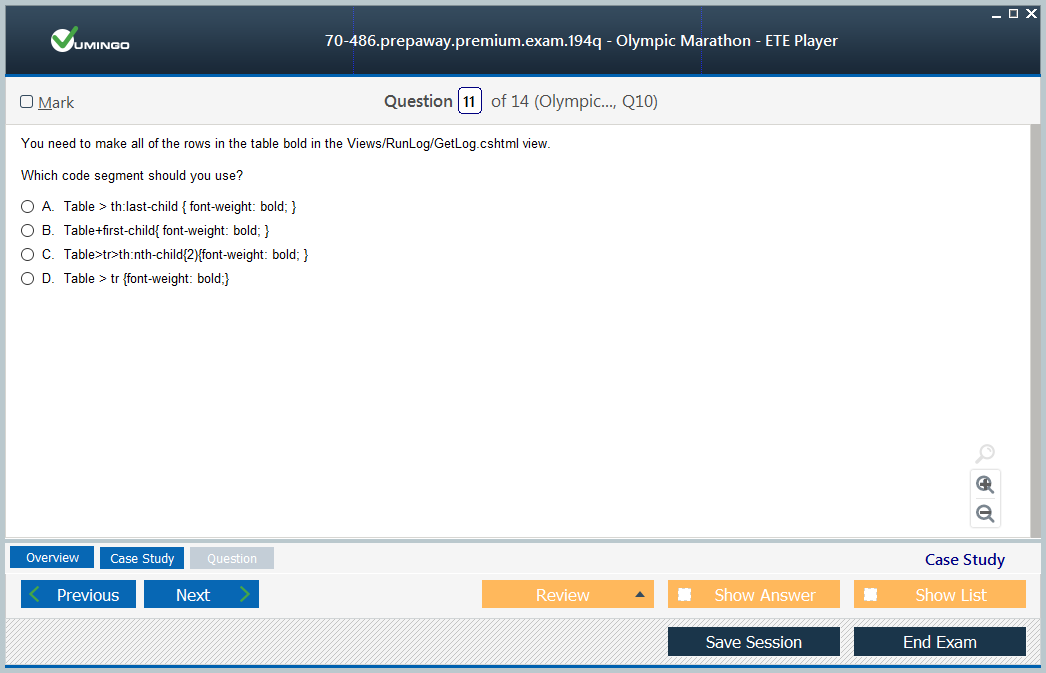 VUMINGO
70-486.prepaway.premium.exam.194q - Olympic Marathon - ETE Player
Mark
Question 11 of 14 (Olympic..., Q10)
You need to make all of the rows in the table bold in the Views/RunLog/GetLog.cshtml view.
Which code segment should you use?
A. Table > th:last-child { font-weight: bold; }
B. Table+first-child{ font-weight: bold; }
C. Table>tr>th:nth-child{2){font-weight: bold; }
D. Table > tr {font-weight: bold;}
Overview
Case Study
Question
Case Study
Previous
Next
Review
Show Answer
Show List
Save Session
End Exam